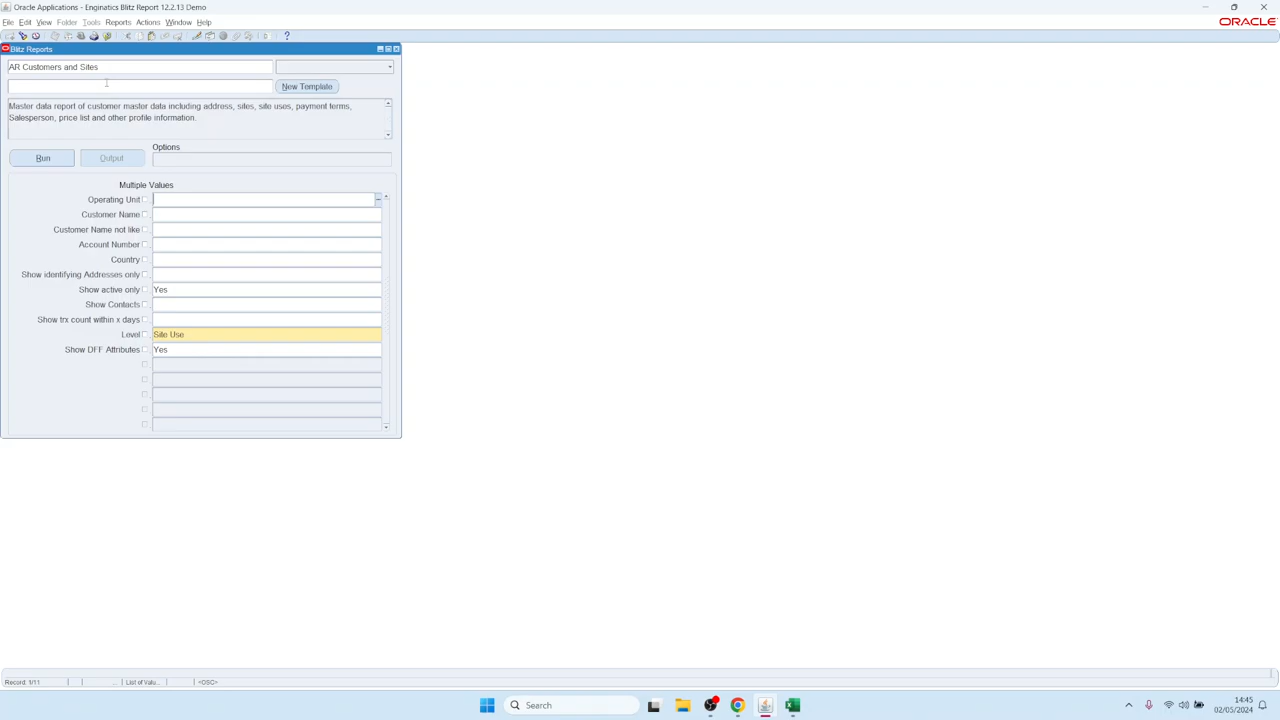 Oracle Applications - Enginatics Blitz Report 12.2.13 Demo
File Edit View Folder Tools Reports Actions Window Help
ORACLE
Blitz Reports
AR Customers and Sites
New Template
Master data report of customer master data including address, sites, site uses, payment terms,
Salesperson, price list and other profile information.
Options
Run Output
Multiple Values
Operating Unit
Customer Name
Customer Name not like
Account Number
Country
Show identifying Addresses only
Show active only Yes
Show Contacts
Show trx count within x days
Level Site Use
Show DFF Attributes Yes
Record: 1/11 ... List of Valu... <OSC>
Search
14:45
02/05/2024